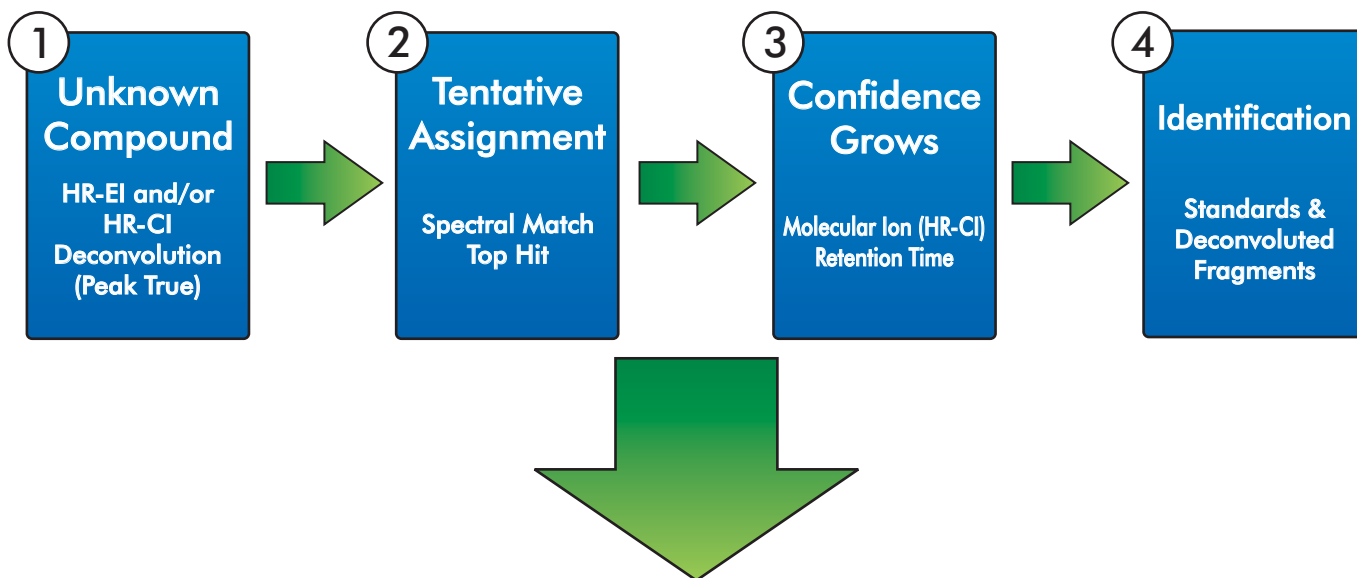 1
Unknown
Compound
HR-EI and/or
HR-CI
Deconvolution
(Peak True)
2
Tentative
Assignment
Spectral Match
Top Hit
3
Confidence
Grows
Molecular Ion (HR-CI)
Retention Time
4
Identification
Standards &
Deconvoluted
Fragments